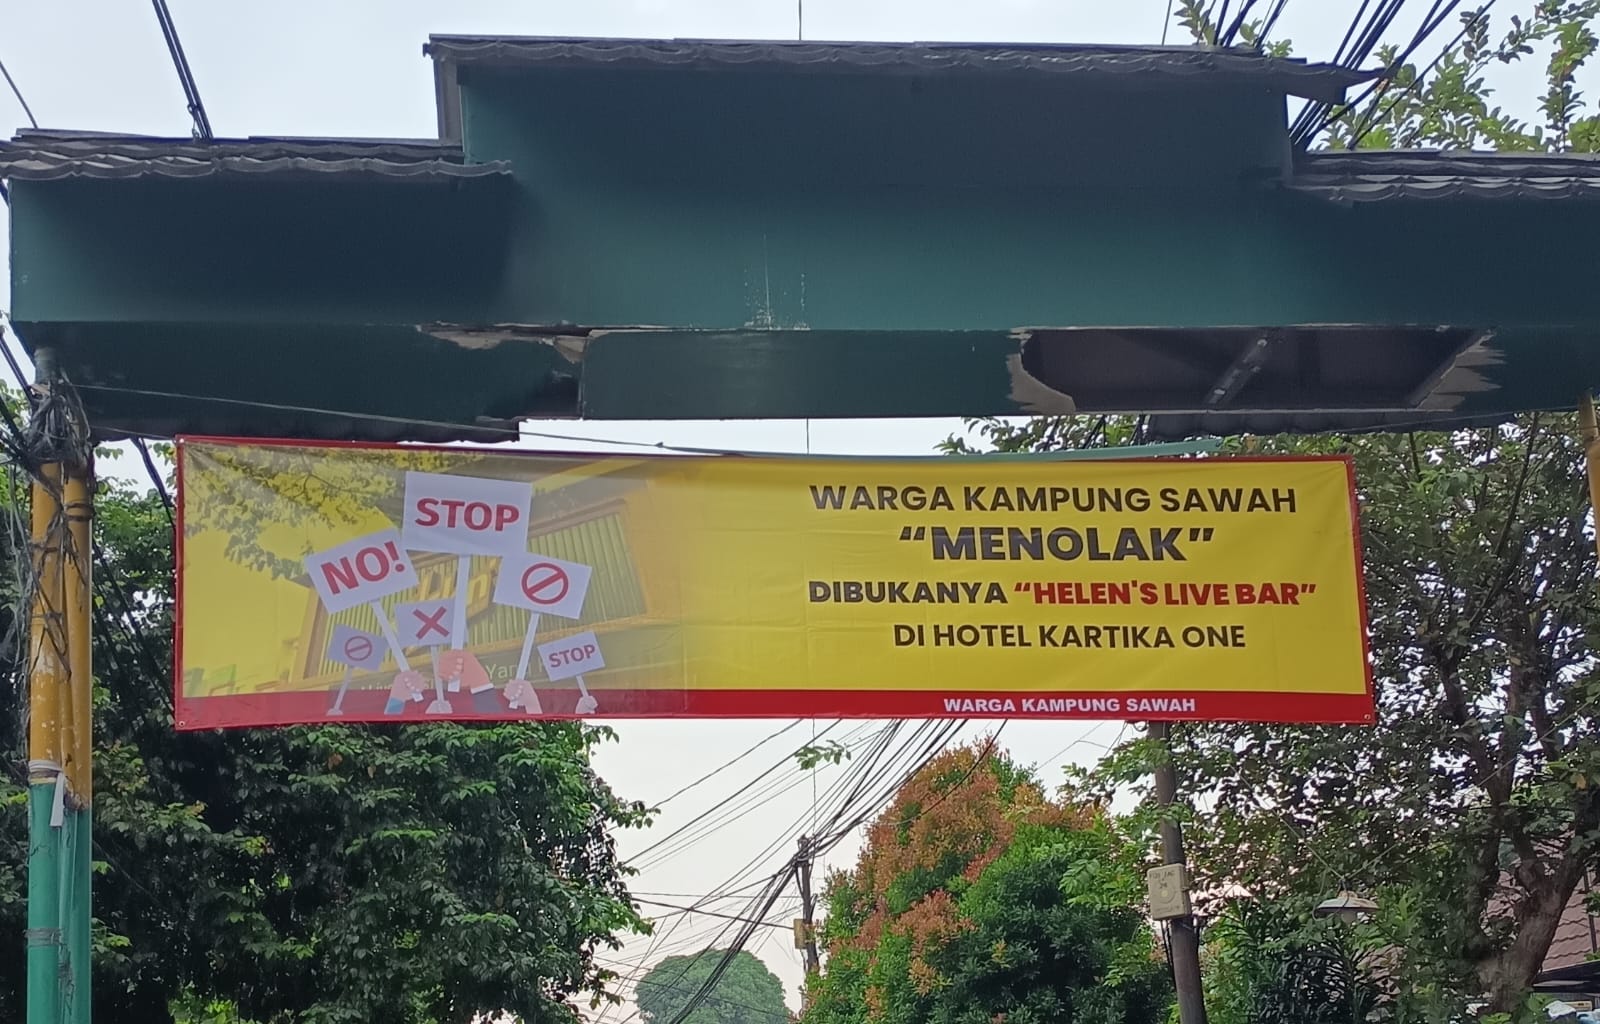 STOP
NO!
STOP
WARGA KAMPUNG SAWAH
“MENOLAK”
DIBUKANYA “HELEN'S LIVE BAR”
DI HOTEL KARTIKA ONE
WARGA KAMPUNG SAWAH